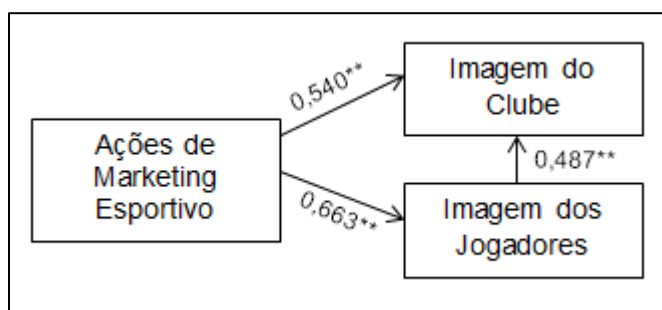 Imagem do
Clube
0,540**
Ações de
Marketing
Esportivo
0,487**
0,663**
Imagem dos
Jogadores